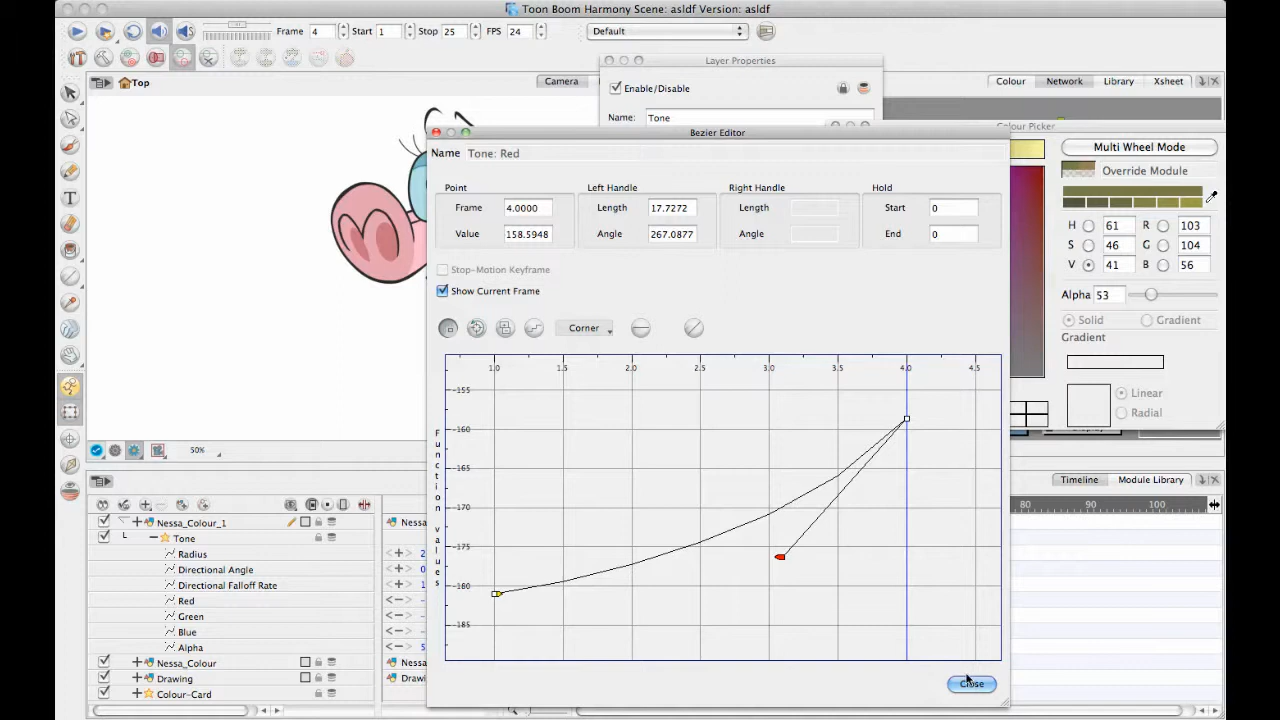 Toon Boom Harmony Scene: asldf Version: asldf
Frame 4 Start 1 Stop 25 FPS 24 Default
Layer Properties
Top Camera Colour Network Library Xsheet
Enable/Disable
Name: Tone
Bezier Editor
Colour Picker
Name Tone: Red
Multi Wheel Mode
Override Module
Point Left Handle Right Handle Hold
Frame 4.0000 Length 17.7272 Length Start 0
Value 158.5948 Angle 267.0877 Angle End 0
H 61 R 103
S 46 G 104
V 41 B 56
Stop-Motion Keyframe
Show Current Frame
Alpha 53
Solid Gradient
Gradient
Corner
1.0 1.5 2.0 2.5 3.0 3.5 4.0 4.5
-155
-160
-165
-170
-175
-180
-185
Function values
Linear
Radial
50%
Timeline Module Library
80 90 100
Nessa_Colour_1 Ness
Tone
Radius 2
Directional Angle 0
Directional Falloff Rate 1
Red -
Green -
Blue -
Alpha 5
Nessa_Colour Ness
Drawing Drawi
Colour-Card
Close